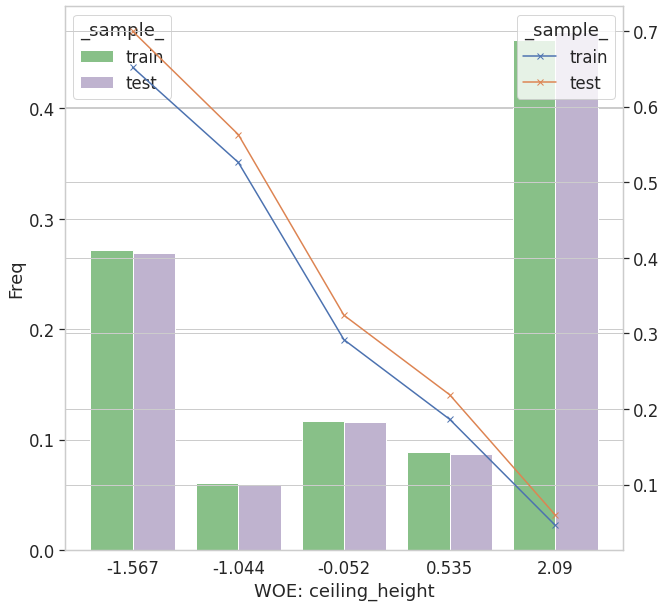 _sample_
train
test
_sample_
train
test
Freq
0.4
0.3
0.2
0.1
0.0
0.7
0.6
0.5
0.4
0.3
0.2
0.1
-1.567 -1.044 -0.052 0.535 2.09
WOE: ceiling_height